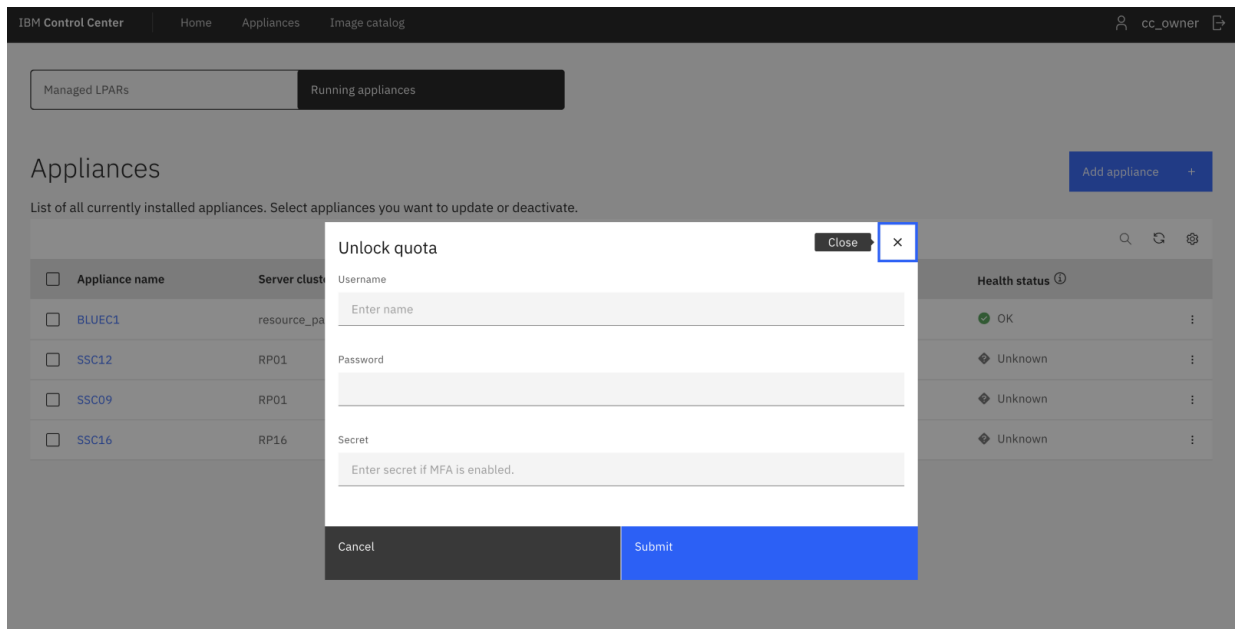 IBM Control Center Home Appliances Image catalog cc_owner
Managed LPARs Running appliances
Appliances
Add appliance +
List of all currently installed appliances. Select appliances you want to update or deactivate.
Unlock quota Close
Appliance name Server clust Health status
Username
Enter name
BLUEC1 resource_pa OK
SSC12 RP01 Unknown
Password
SSC09 RP01 Unknown
SSC16 RP16 Unknown
Secret
Enter secret if MFA is enabled.
Cancel Submit